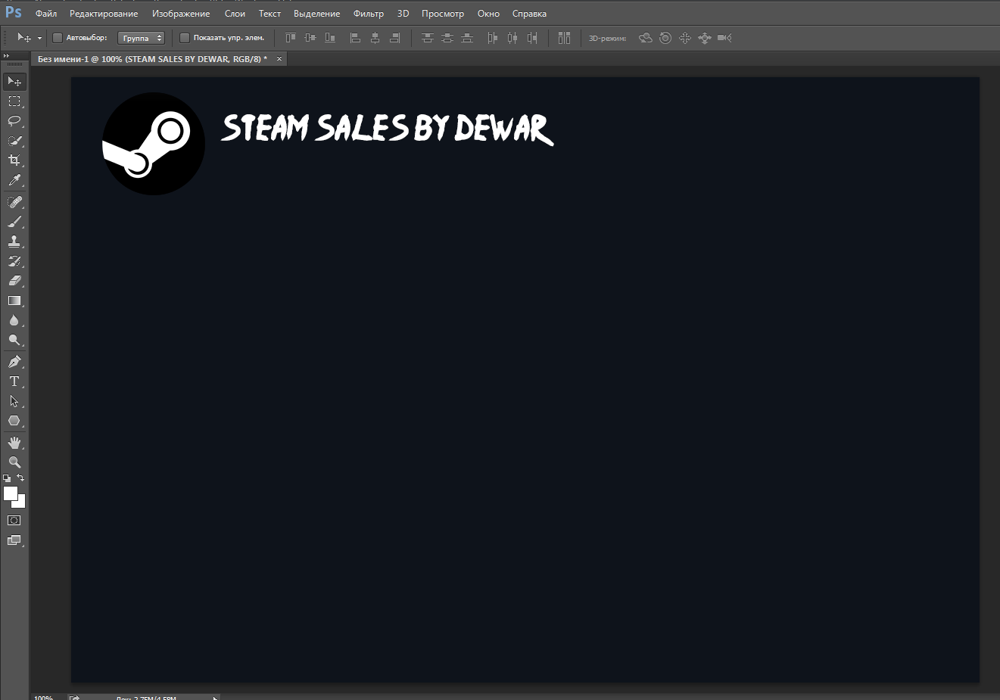 Ps Файл Редактирование Изображение Слои Текст Выделение Фильтр 3D Просмотр Окно Справка
Автовыбор: Группа Показать упр. элем. 3D-режим:
Без имени-1 @ 100% (STEAM SALES BY DEWAR, RGB/8) * ×
STEAM SALES BY DEWAR
T
100% Док: 2,75M/4,58M